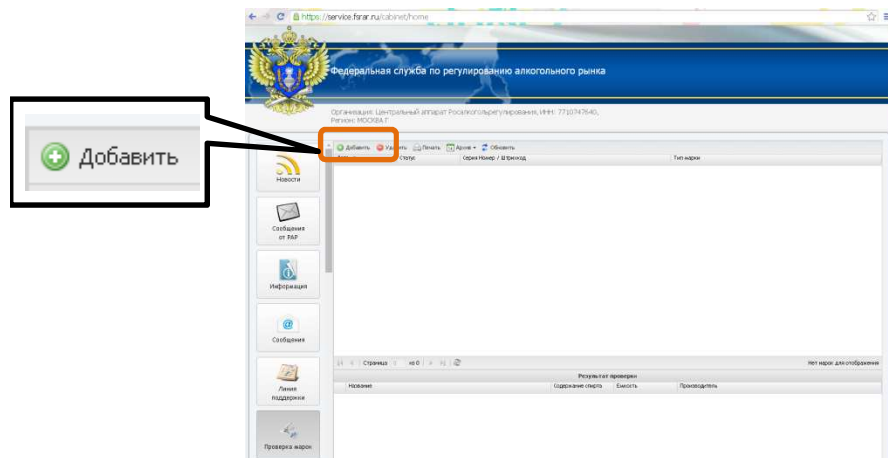 https://service.fsrar.ru/cabinet/home
Федеральная служба по регулированию алкогольного рынка
Организация: Центральный аппарат Росалкогольрегулирования, ИНН: 7710747640,
Регион: МОСКВА Г
Добавить
Добавить Удалить Печать Архив Обновить
Статус Серия Номер / Штрихкод Тип марки
Новости
Сообщения
от РАР
Информация
Сообщения
Линия
поддержки
Проверка марок
Страница из 0 Нет марок для отображения
Результат проверки
Название Содержание спирта Емкость Производитель